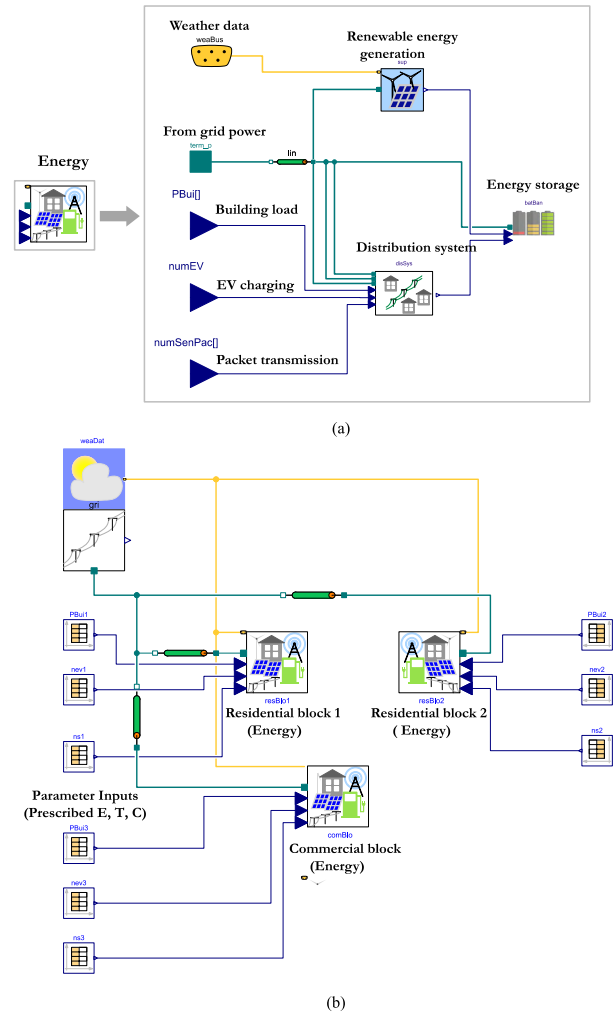 Weather data
weaBus
Renewable energy
generation
sup
From grid power
term_p
lin
Energy
Energy storage
batBan
PBui[]
Building load
Distribution system
disSys
numEV
EV charging
numSenPac[]
Packet transmission
(a)
weaDat
gri
PBui1
PBui2
nev1
nev2
resBlo1
resBlo2
Residential block 1
(Energy)
Residential block 2
( Energy)
ns1
ns2
Parameter Inputs
(Prescribed E, T, C)
PBui3
comBlo
Commercial block
(Energy)
nev3
ns3
(b)